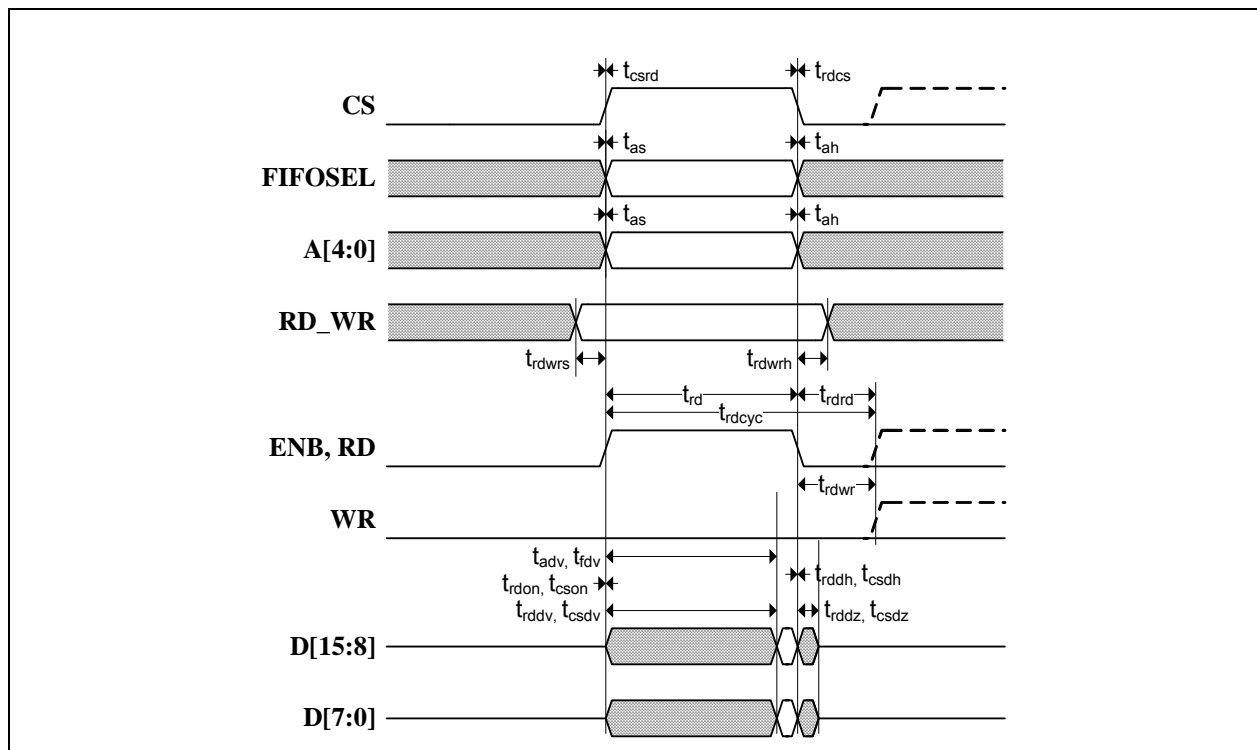 t_csrd t_rdcs
CS
t_as t_ah
FIFOSEL
t_as t_ah
A[4:0]
RD_WR
t_rdwrs t_rdwrh
t_rd t_rdrd
t_rdcyc
ENB, RD
t_rdwr
WR
t_adv, t_fdv
t_rdon, t_cson t_rddh, t_csdh
t_rddv, t_csdv t_rddz, t_csdz
D[15:8]
D[7:0]